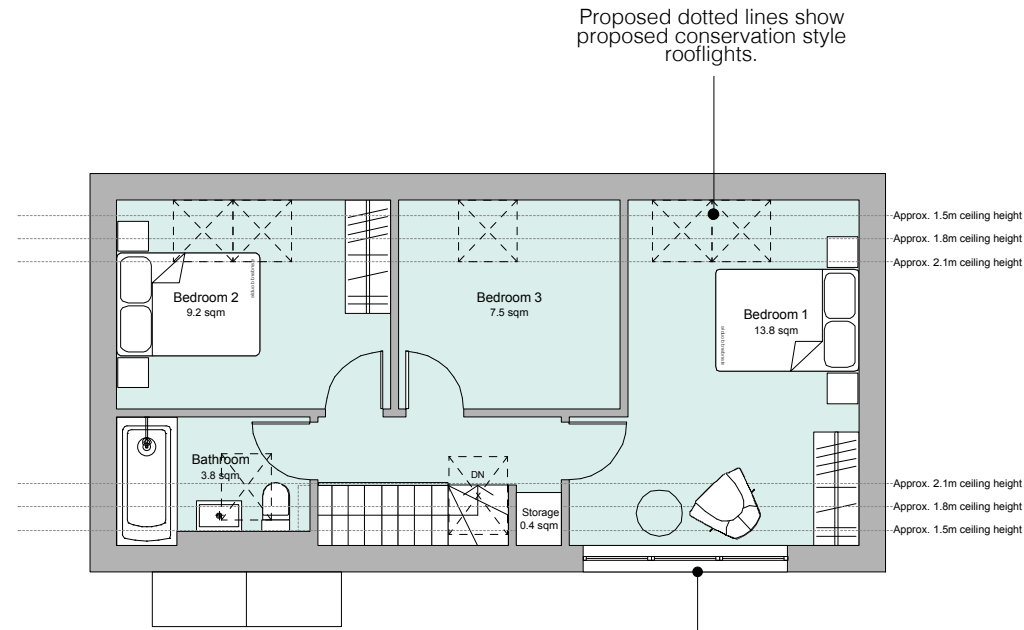 Proposed dotted lines show
proposed conservation style
rooflights.
Approx. 1.5m ceiling height
Approx. 1.8m ceiling height
Approx. 2.1m ceiling height
Bedroom 2
9.2 sqm
Bedroom 3
7.5 sqm
Bedroom 1
13.8 sqm
Bathroom
3.8 sqm
DN
Storage
0.4 sqm
Approx. 2.1m ceiling height
Approx. 1.8m ceiling height
Approx. 1.5m ceiling height